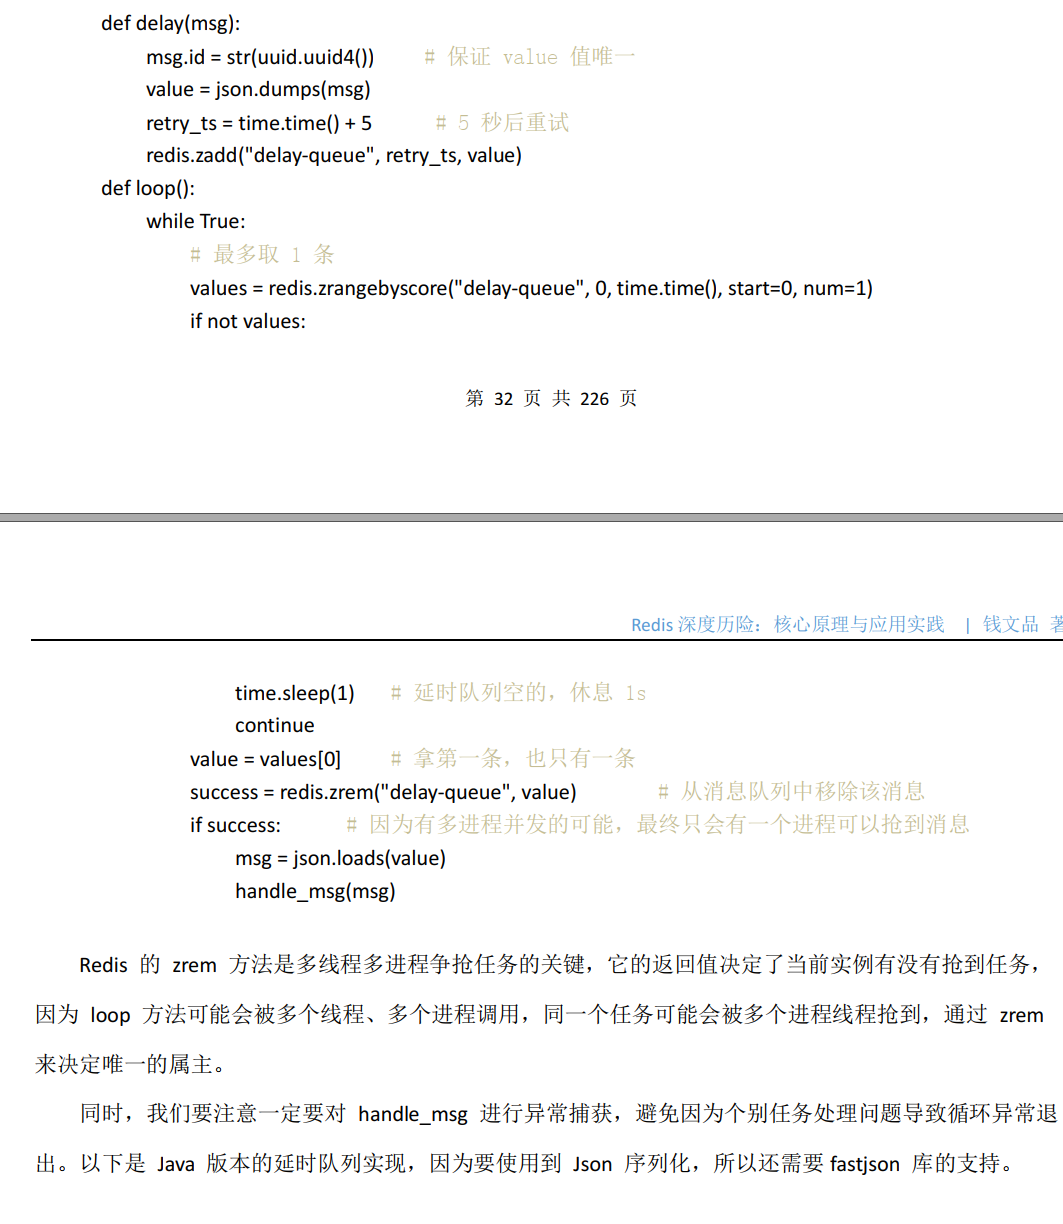 def delay(msg):
msg.id = str(uuid.uuid4()) # 保证 value 值唯一
value = json.dumps(msg)
retry_ts = time.time() + 5 # 5 秒后重试
redis.zadd("delay-queue", retry_ts, value)
def loop():
while True:
# 最多取 1 条
values = redis.zrangebyscore("delay-queue", 0, time.time(), start=0, num=1)
if not values:
第 32 页 共 226 页
Redis 深度历险：核心原理与应用实践 | 钱文品 著
time.sleep(1) # 延时队列空的，休息 1s
continue
value = values[0] # 拿第一条，也只有一条
success = redis.zrem("delay-queue", value) # 从消息队列中移除该消息
if success: # 因为有多进程并发的可能，最终只会有一个进程可以抢到消息
msg = json.loads(value)
handle_msg(msg)
Redis 的 zrem 方法是多线程多进程争抢任务的关键，它的返回值决定了当前实例有没有抢到任务，
因为 loop 方法可能会被多个线程、多个进程调用，同一个任务可能会被多个进程线程抢到，通过 zrem
来决定唯一的属主。
同时，我们要注意一定要对 handle_msg 进行异常捕获，避免因为个别任务处理问题导致循环异常退
出。以下是 Java 版本的延时队列实现，因为要使用到 Json 序列化，所以还需要 fastjson 库的支持。